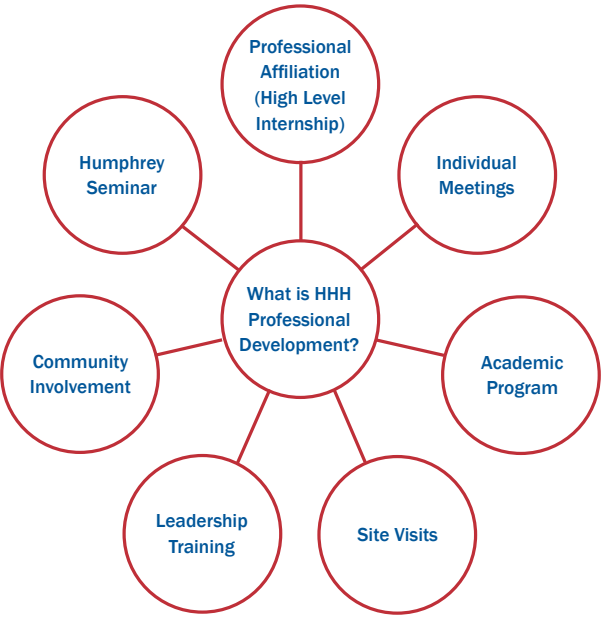 Professional
Affiliation
(High Level
Internship)
Humphrey
Seminar
Individual
Meetings
What is HHH
Professional
Development?
Community
Involvement
Academic
Program
Leadership
Training
Site Visits